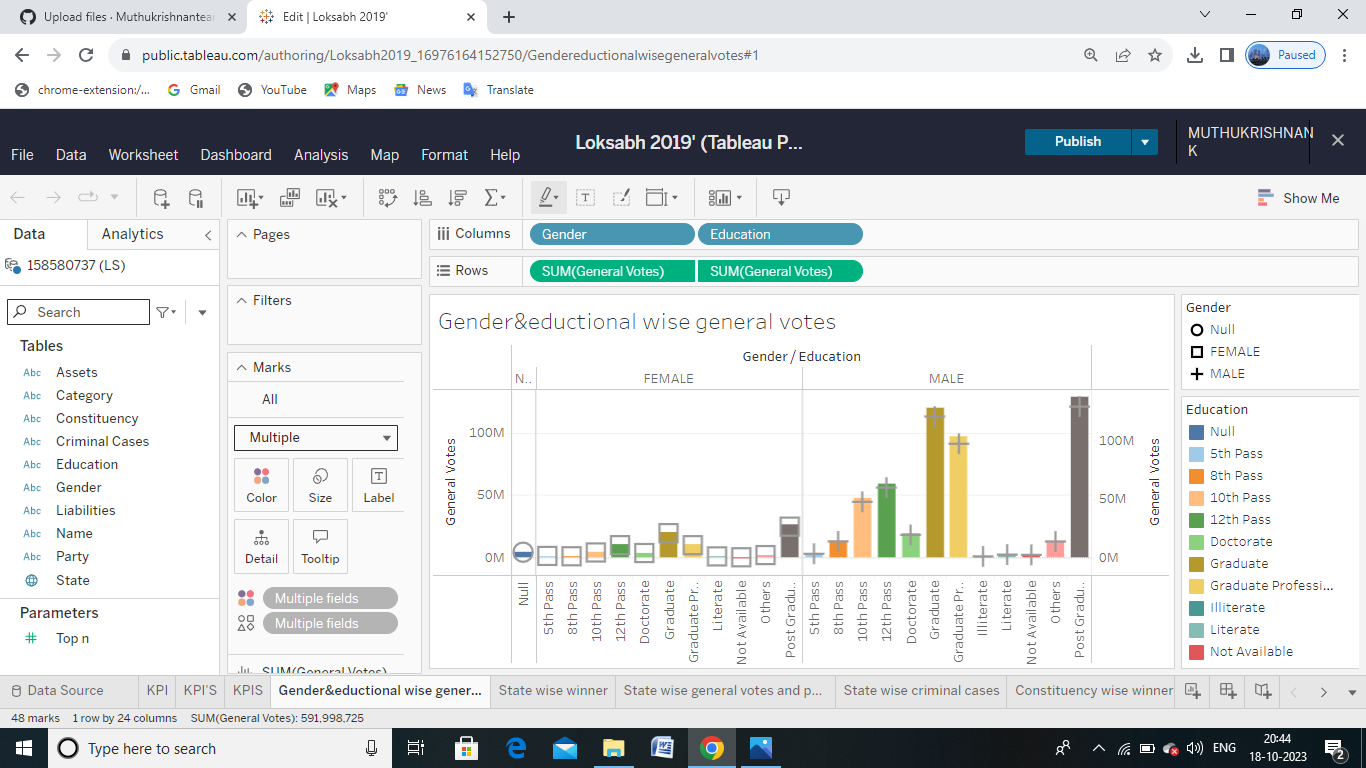 Upload files · Muthukrishnantea
Edit | Loksabh 2019'
public.tableau.com/authoring/Loksabh2019_16976164152750/Gendereductionalwisegeneralvotes#1
Paused
chrome-extension:/...
Gmail
YouTube
Maps
News
Translate
Loksabh 2019' (Tableau P...
Publish
MUTHUKRISHNAN
K
File Data Worksheet Dashboard Analysis Map Format Help
Show Me
Data
Analytics
158580737 (LS)
Search
Tables
Abc Assets
Abc Category
Abc Constituency
Abc Criminal Cases
Abc Education
Abc Gender
Abc Liabilities
Abc Name
Abc Party
State
Parameters
# Top n
Pages
Filters
Marks
All
Multiple
Color
Size
T
Label
Detail
Tooltip
Multiple fields
Multiple fields
SUM(General Votes)
Columns
Gender
Education
Rows
SUM(General Votes)
SUM(General Votes)
Gender&eductional wise general votes
Gender / Education
N..
FEMALE
MALE
General Votes
100M
50M
0M
100M
50M
0M
General Votes
Null
5th Pass
8th Pass
10th Pass
12th Pass
Doctorate
Graduate
Graduate Pr..
Literate
Not Available
Others
Post Gradu..
5th Pass
8th Pass
10th Pass
12th Pass
Doctorate
Graduate
Graduate Pr..
Illiterate
Literate
Not Available
Others
Post Gradu..
Gender
Null
FEMALE
MALE
Education
Null
5th Pass
8th Pass
10th Pass
12th Pass
Doctorate
Graduate
Graduate Professi...
Illiterate
Literate
Not Available
Data Source
KPI
KPI'S
KPIS
Gender&eductional wise gener...
State wise winner
State wise general votes and p...
State wise criminal cases
Constituency wise winner
48 marks 1 row by 24 columns SUM(General Votes): 591,998,725
Type here to search
ENG
20:44
18-10-2023
2